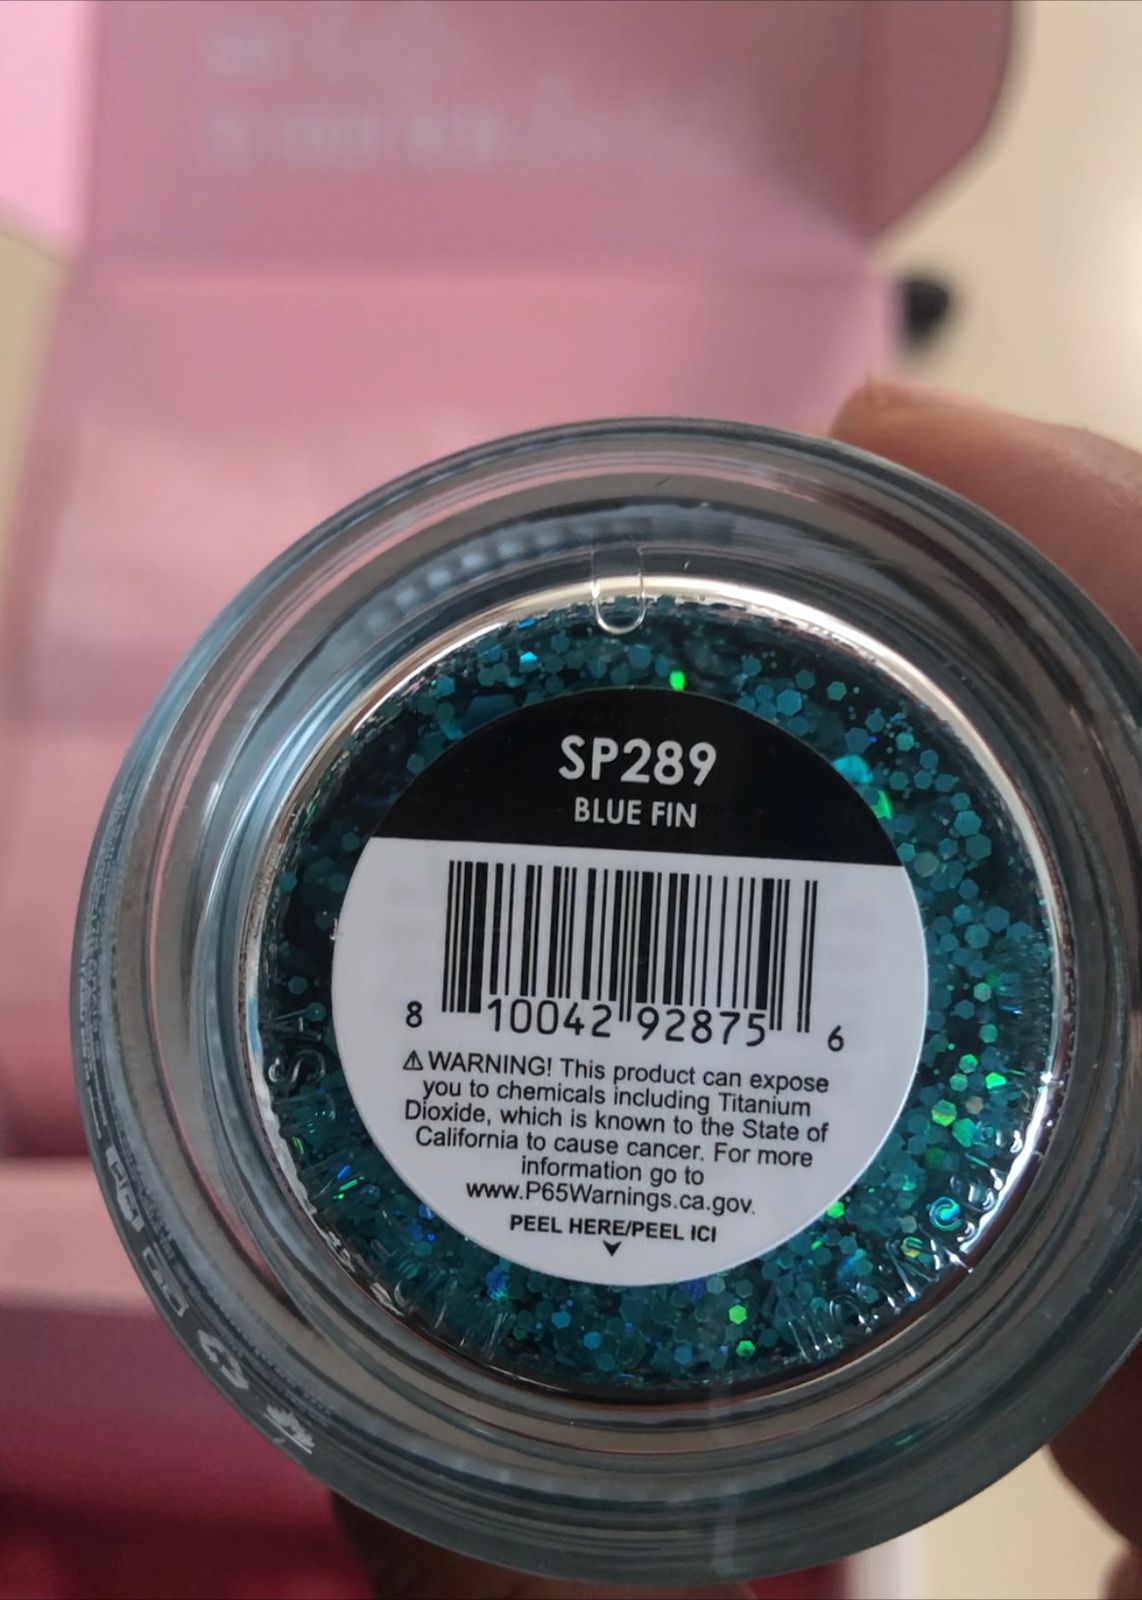 SP289
BLUE FIN
8 10042 92875 6
⚠ WARNING! This product can expose
you to chemicals including Titanium
Dioxide, which is known to the State of
California to cause cancer. For more
information go to
www.P65Warnings.ca.gov.
PEEL HERE/PEEL ICI